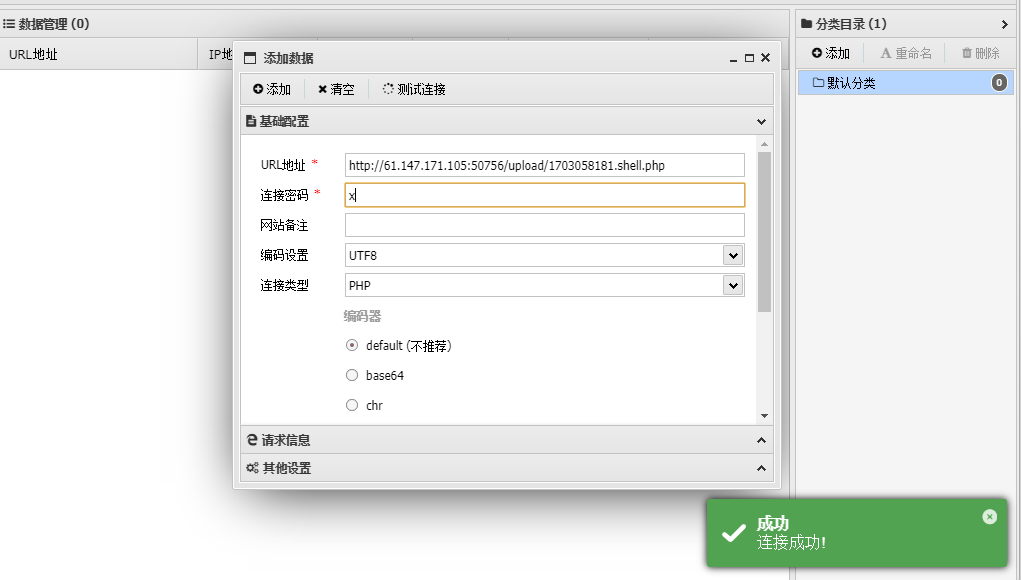 数据管理 (0)
URL地址
IP地
分类目录 (1)
添加
重命名
删除
默认分类
0
添加数据
添加
清空
测试连接
基础配置
URL地址 *
http://61.147.171.105:50756/upload/1703058181.shell.php
连接密码 *
x
网站备注
编码设置
UTF8
连接类型
PHP
编码器
default (不推荐)
base64
chr
请求信息
其他设置
成功
连接成功!